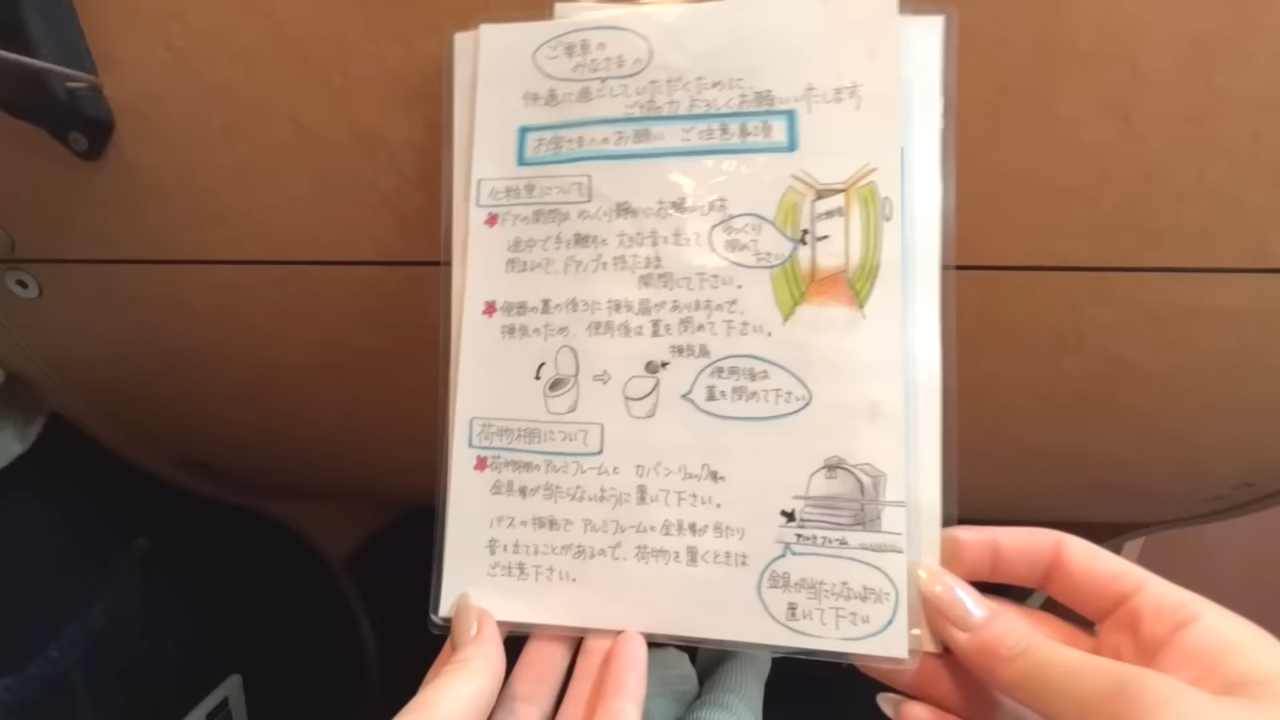 ご乗車の
みなさまへ
快適に過ごしていただくために、
ご協力よろしくお願いいたします
お客さまへのお願い ご注意事項
化粧室について
ドアの開閉は ゆっくり静かにお願いします。
途中で手を離すと 大きな音を立てて
閉まるので、ドアノブを持ったまま
開閉して下さい。
化粧室
ゆっくり
閉めて
下さい
便器の蓋の後ろに換気扇がありますので、
換気のため、使用後は蓋を閉めて下さい。
換気扇
使用後は
蓋を閉めて下さい
荷物棚について
荷物棚のアルミフレームと カバン・リュック等の
金具等が当たらないように置いて下さい。
バスの振動で アルミフレームと金具等が当たり
音を立てることがあるので、荷物を置くときは
ご注意下さい。
アルミフレーム
金具が当たらないように
置いて下さい